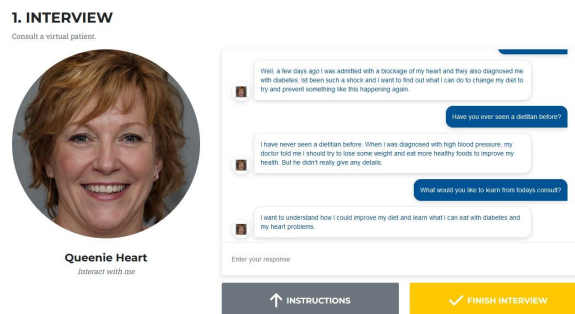 1. INTERVIEW
Consult a virtual patient.
Well, a few days ago I was admitted with a blockage of my heart and they also diagnosed me
with diabetes. Ist been such a shock and I want to find out what I can do to change my diet to
try and prevent something like this happening again.
Have you ever seen a dietitan before?
I have never seen a dietitian before. When I was diagnosed with high blood pressure, my
doctor told me I should try to lose some weight and eat more healthy foods to improve my
health. But he didn't really give any details.
What would you like to learn from todays consult?
I want to understand how I could improve my diet and learn what I can eat with diabetes and
my heart problems.
Queenie Heart
Interact with me
Enter your response
INSTRUCTIONS
FINISH INTERVIEW